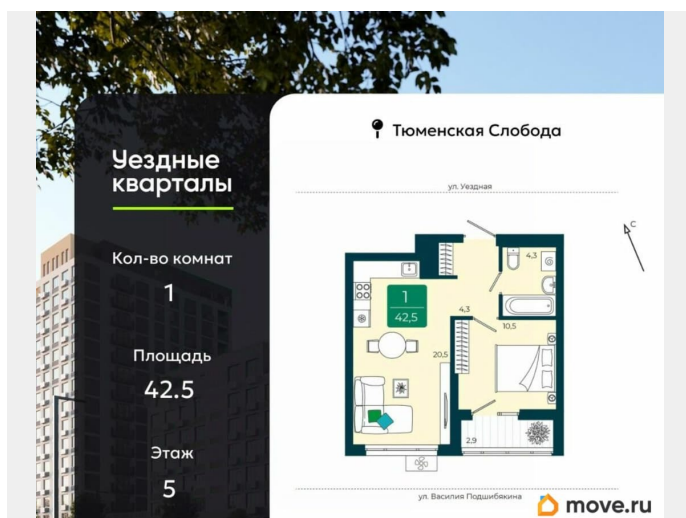 Тюменская Слобода
Уездные
кварталы
Кол-во комнат
1
Площадь
42.5
Этаж
5
ул. Уездная
С
4,3
1
42,5
4,3
10,5
20,5
2,9
ул. Василия Подшибякина
move.ru